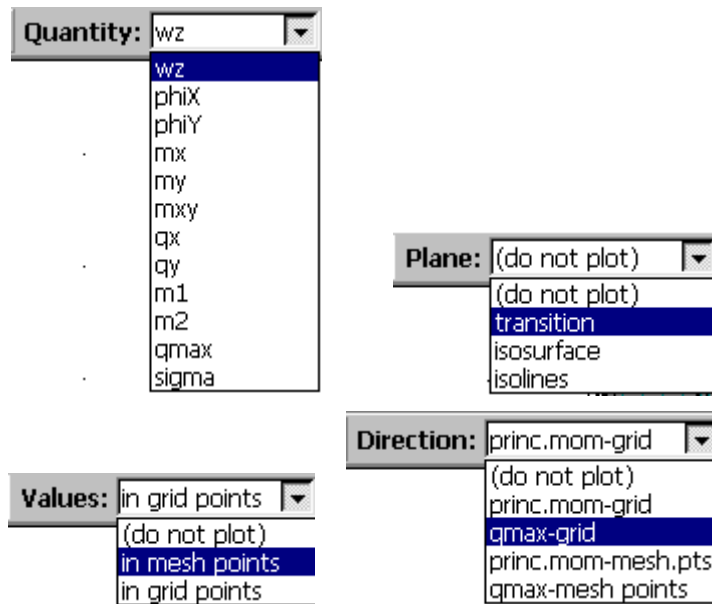 Quantity: wz
wz
phiX
phiY
mx
my
mxy
qx
qy
m1
m2
qmax
sigma
Plane: (do not plot)
(do not plot)
transition
isosurface
isolines
Values: in grid points
(do not plot)
in mesh points
in grid points
Direction: princ.mom-grid
(do not plot)
princ.mom-grid
qmax-grid
princ.mom-mesh.pts
qmax-mesh points